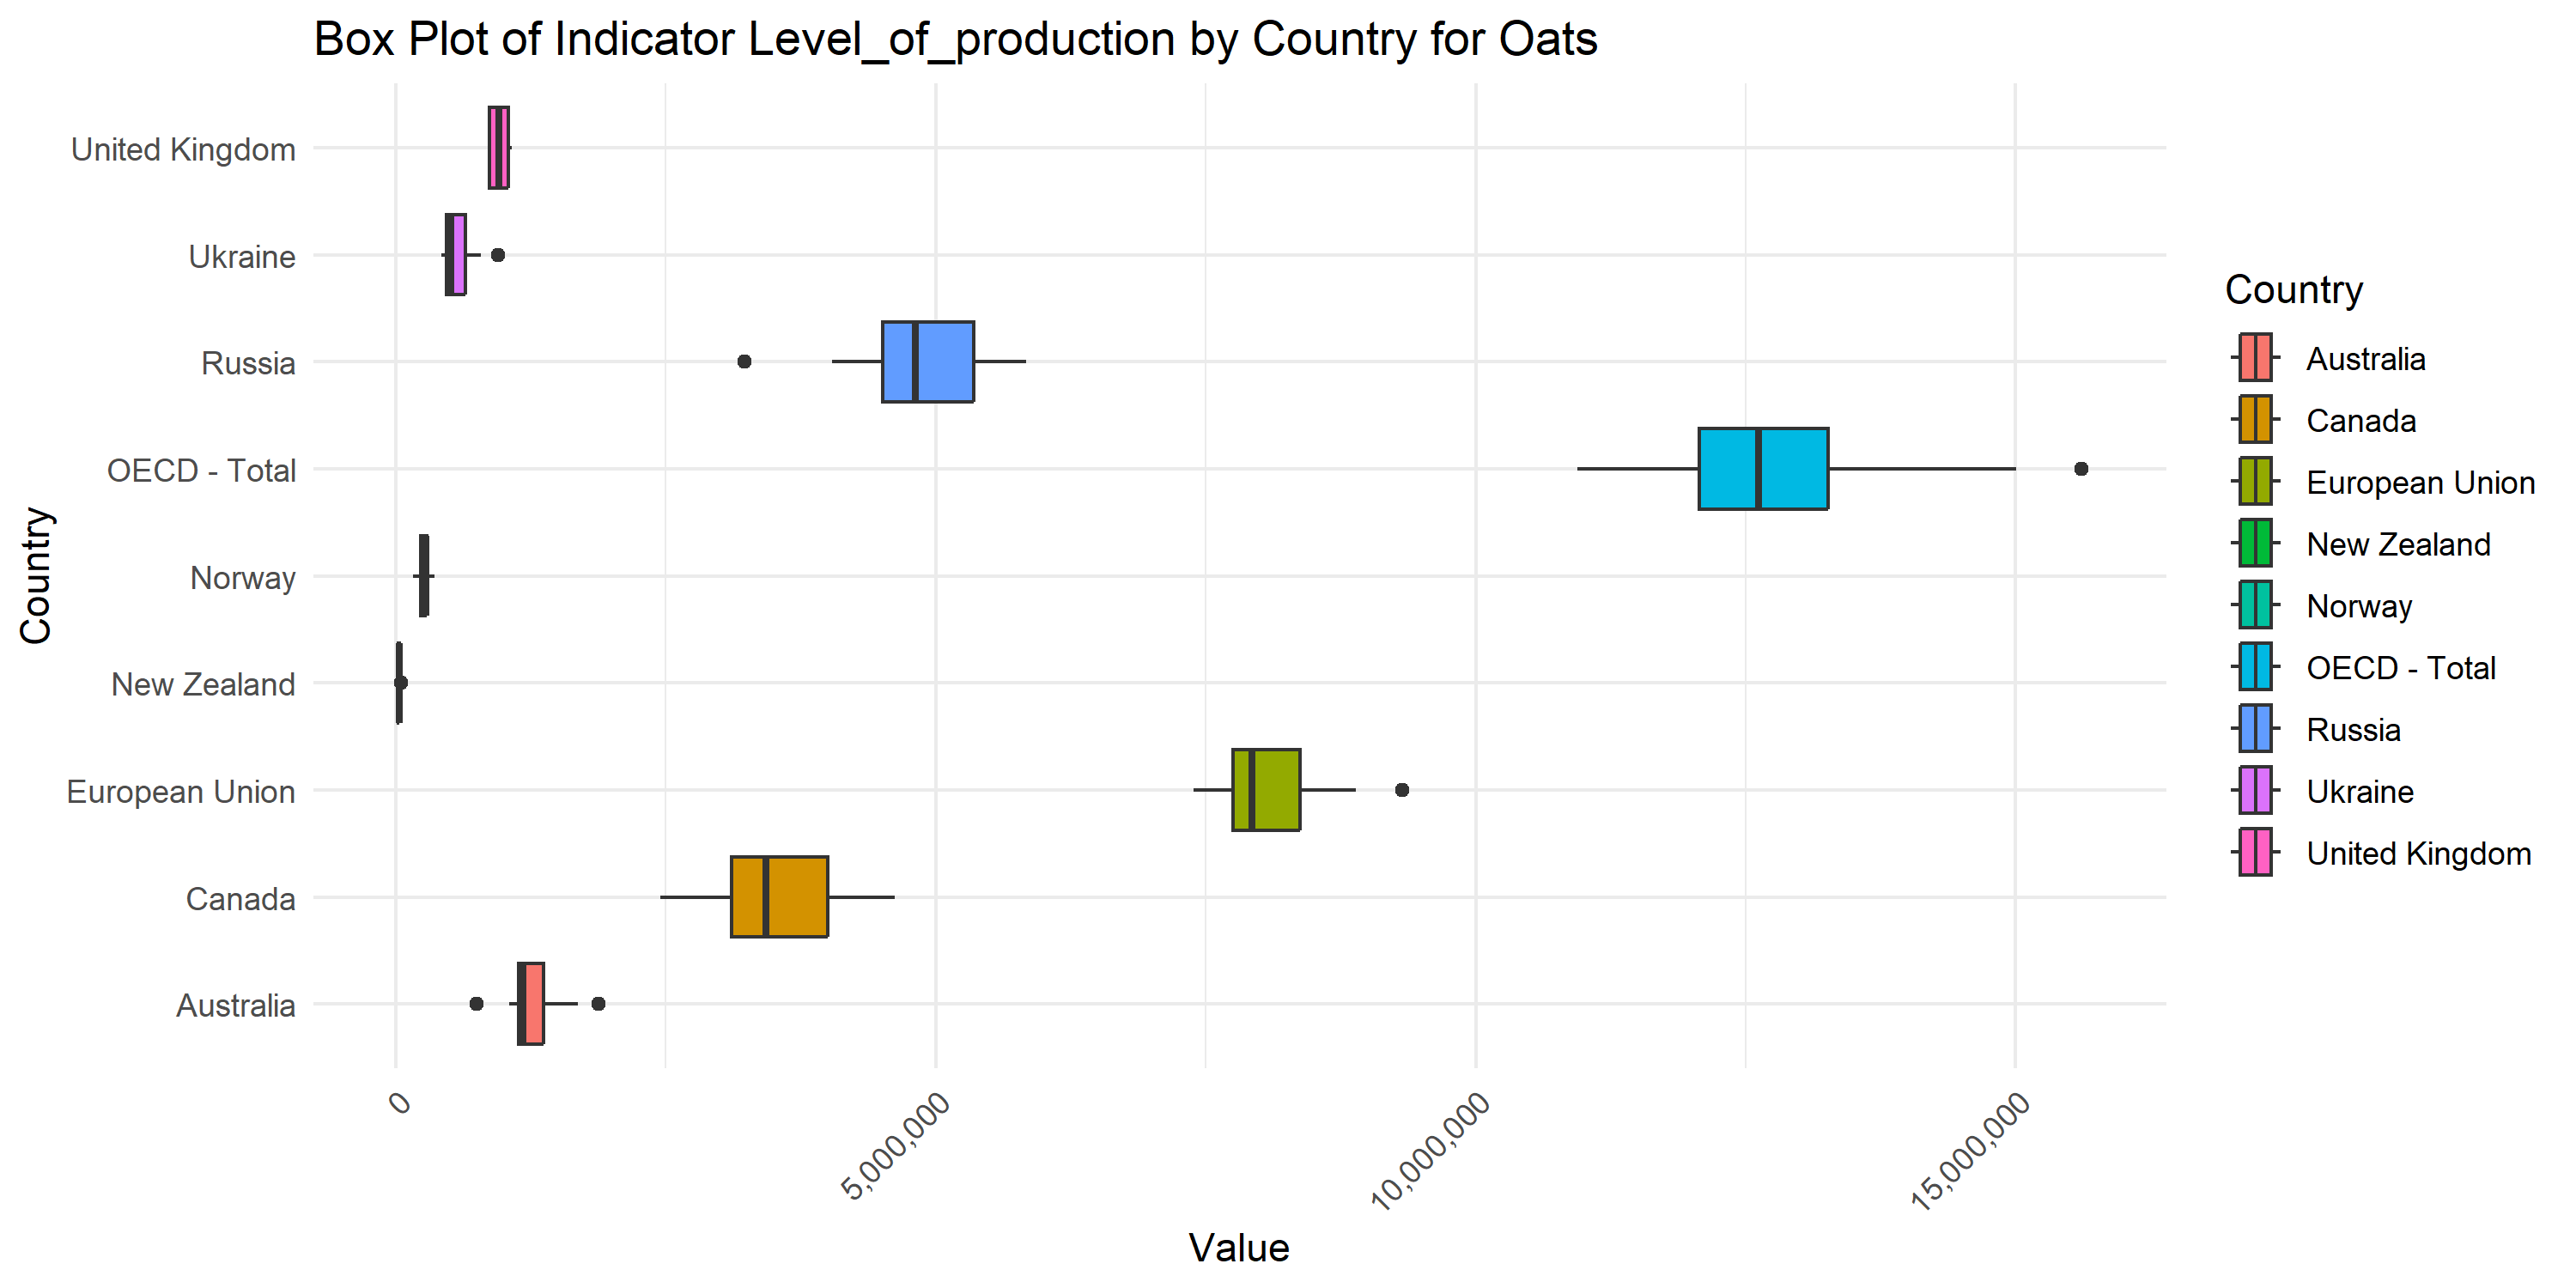 Box Plot of Indicator Level_of_production by Country for Oats
Country
United Kingdom
Ukraine
Russia
OECD - Total
Norway
New Zealand
European Union
Canada
Australia
0
5,000,000
10,000,000
15,000,000
Value
Country
Australia
Canada
European Union
New Zealand
Norway
OECD - Total
Russia
Ukraine
United Kingdom